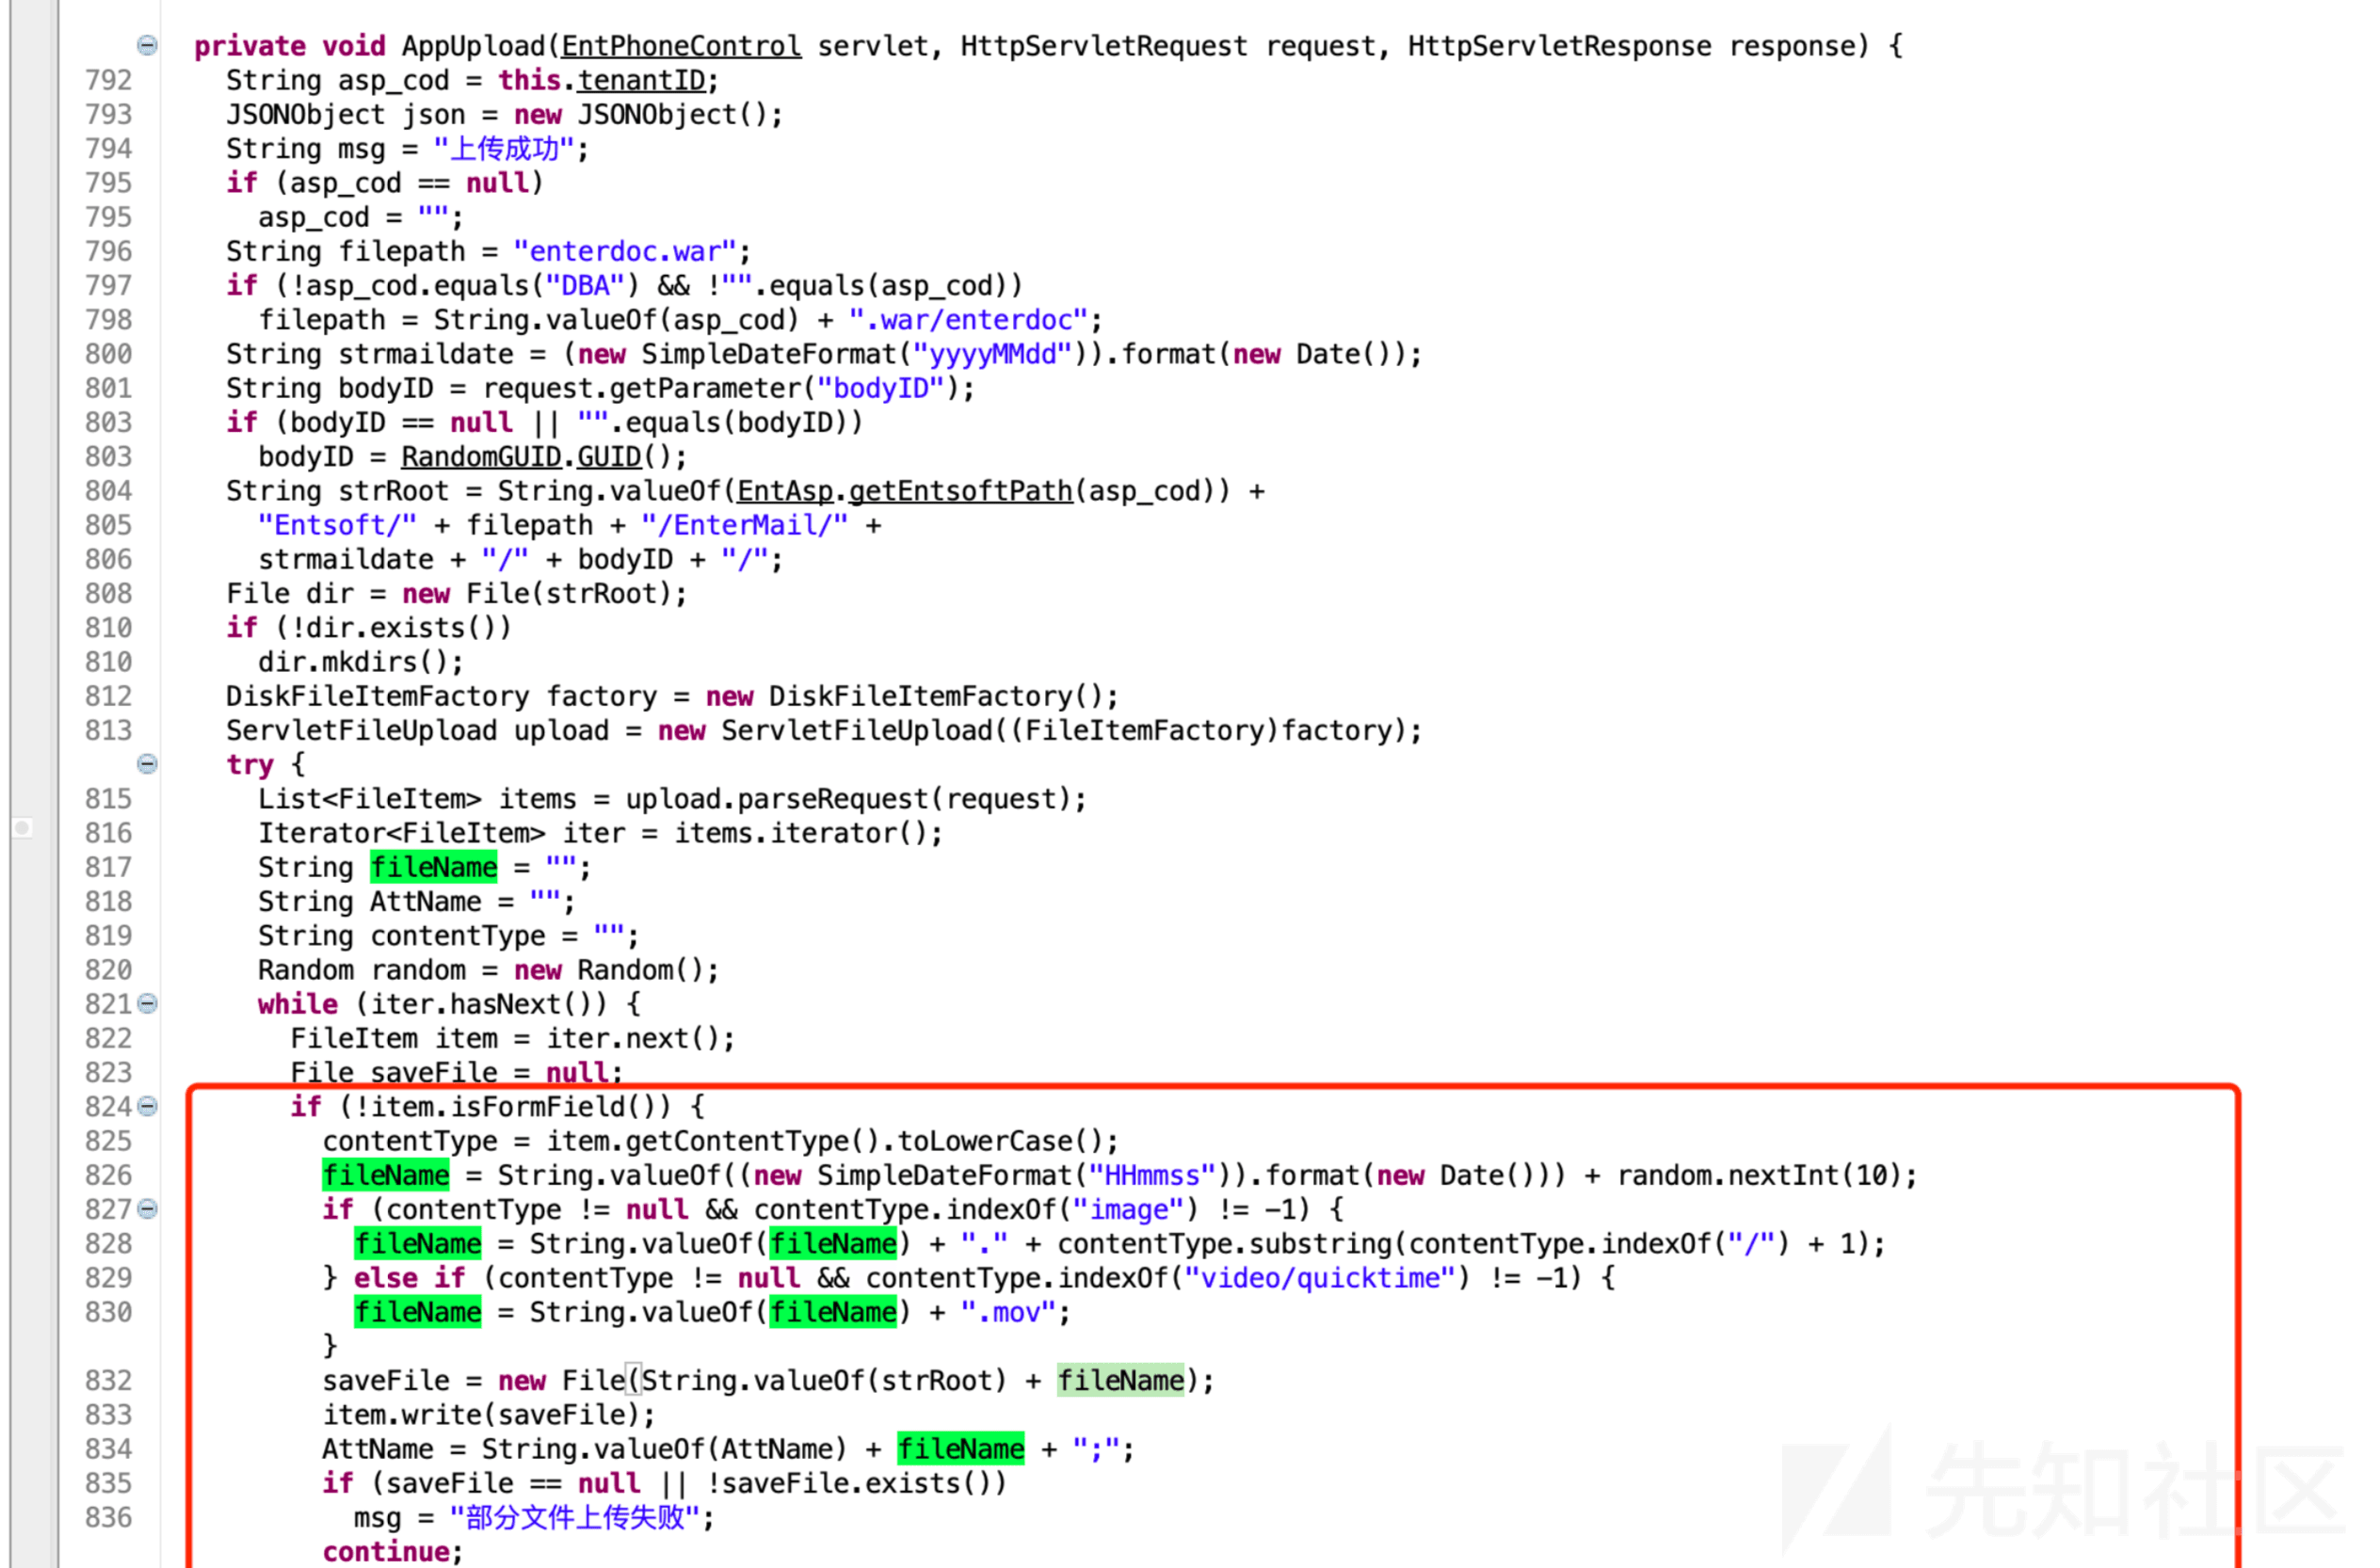 private void AppUpload(EntPhoneControl servlet, HttpServletRequest request, HttpServletResponse response) {
792 String asp_cod = this.tenantID;
793 JSONObject json = new JSONObject();
794 String msg = "上传成功";
795 if (asp_cod == null)
795 asp_cod = "";
796 String filepath = "enterdoc.war";
797 if (!asp_cod.equals("DBA") && !"".equals(asp_cod))
798 filepath = String.valueOf(asp_cod) + ".war/enterdoc";
800 String strmaildate = (new SimpleDateFormat("yyyyMMdd")).format(new Date());
801 String bodyID = request.getParameter("bodyID");
803 if (bodyID == null || "".equals(bodyID))
803 bodyID = RandomGUID.GUID();
804 String strRoot = String.valueOf(EntAsp.getEntsoftPath(asp_cod)) +
805 "Entsoft/" + filepath + "/EnterMail/" +
806 strmaildate + "/" + bodyID + "/";
808 File dir = new File(strRoot);
810 if (!dir.exists())
810 dir.mkdirs();
812 DiskFileItemFactory factory = new DiskFileItemFactory();
813 ServletFileUpload upload = new ServletFileUpload((FileItemFactory)factory);
try {
815 List<FileItem> items = upload.parseRequest(request);
816 Iterator<FileItem> iter = items.iterator();
817 String fileName = "";
818 String AttName = "";
819 String contentType = "";
820 Random random = new Random();
821 while (iter.hasNext()) {
822 FileItem item = iter.next();
823 File saveFile = null;
824 if (!item.isFormField()) {
825 contentType = item.getContentType().toLowerCase();
826 fileName = String.valueOf((new SimpleDateFormat("HHmmss")).format(new Date())) + random.nextInt(10);
827 if (contentType != null && contentType.indexOf("image") != -1) {
828 fileName = String.valueOf(fileName) + "." + contentType.substring(contentType.indexOf("/") + 1);
829 } else if (contentType != null && contentType.indexOf("video/quicktime") != -1) {
830 fileName = String.valueOf(fileName) + ".mov";
}
832 saveFile = new File(String.valueOf(strRoot) + fileName);
833 item.write(saveFile);
834 AttName = String.valueOf(AttName) + fileName + ";";
835 if (saveFile == null || !saveFile.exists())
836 msg = "部分文件上传失败";
continue;
先知社区